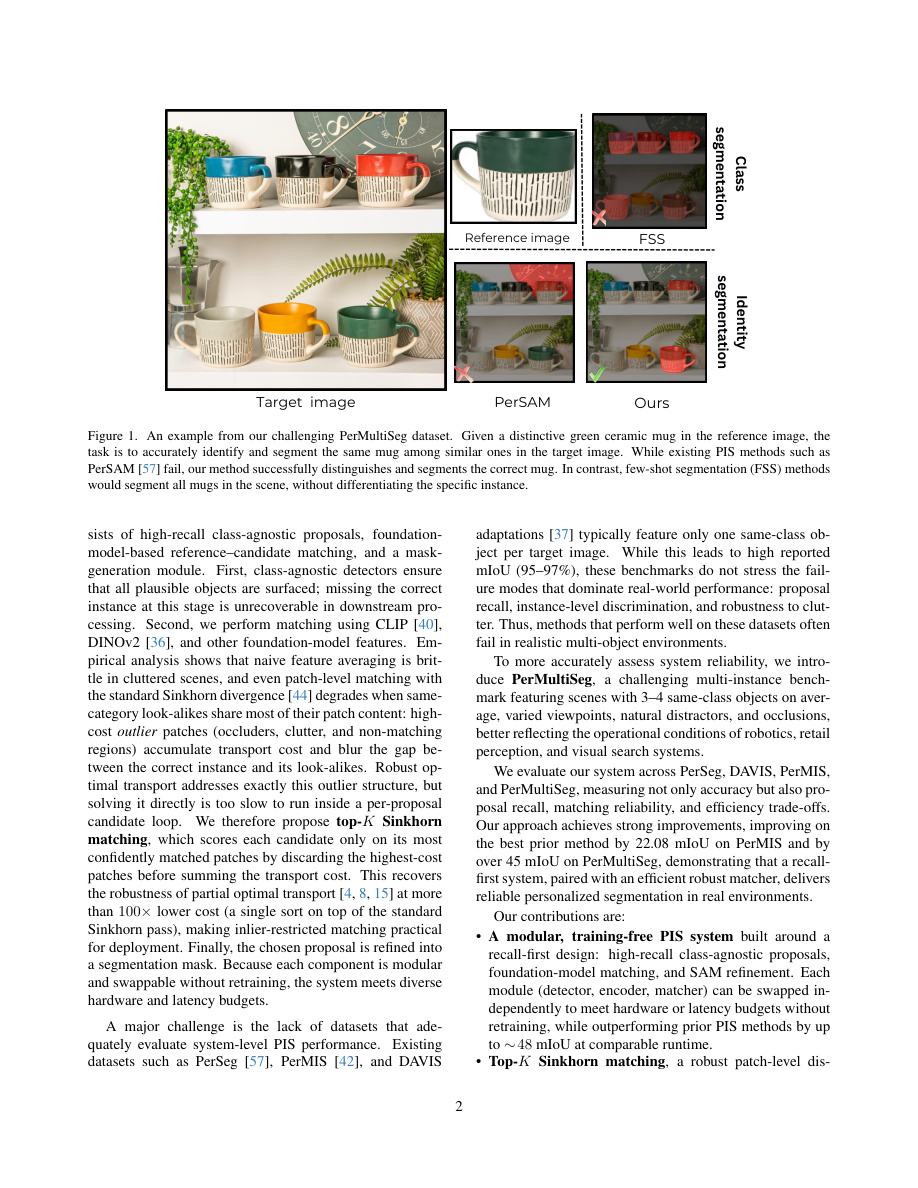 Reference image
FSS
Class
segmentation
Target image
PerSAM
Ours
Identity
segmentation
Figure 1. An example from our challenging PerMultiSeg dataset. Given a distinctive green ceramic mug in the reference image, the
task is to accurately identify and segment the same mug among similar ones in the target image. While existing PIS methods such as
PerSAM [57] fail, our method successfully distinguishes and segments the correct mug. In contrast, few-shot segmentation (FSS) methods
would segment all mugs in the scene, without differentiating the specific instance.
sists of high-recall class-agnostic proposals, foundation-
model-based reference–candidate matching, and a mask-
generation module. First, class-agnostic detectors ensure
that all plausible objects are surfaced; missing the correct
instance at this stage is unrecoverable in downstream pro-
cessing. Second, we perform matching using CLIP [40],
DINOv2 [36], and other foundation-model features. Em-
pirical analysis shows that naive feature averaging is brit-
tle in cluttered scenes, and even patch-level matching with
the standard Sinkhorn divergence [44] degrades when same-
category look-alikes share most of their patch content: high-
cost outlier patches (occluders, clutter, and non-matching
regions) accumulate transport cost and blur the gap be-
tween the correct instance and its look-alikes. Robust op-
timal transport addresses exactly this outlier structure, but
solving it directly is too slow to run inside a per-proposal
candidate loop. We therefore propose top-K Sinkhorn
matching, which scores each candidate only on its most
confidently matched patches by discarding the highest-cost
patches before summing the transport cost. This recovers
the robustness of partial optimal transport [4, 8, 15] at more
than 100× lower cost (a single sort on top of the standard
Sinkhorn pass), making inlier-restricted matching practical
for deployment. Finally, the chosen proposal is refined into
a segmentation mask. Because each component is modular
and swappable without retraining, the system meets diverse
hardware and latency budgets.
A major challenge is the lack of datasets that ade-
quately evaluate system-level PIS performance. Existing
datasets such as PerSeg [57], PerMIS [42], and DAVIS
adaptations [37] typically feature only one same-class ob-
ject per target image. While this leads to high reported
mIoU (95–97%), these benchmarks do not stress the fail-
ure modes that dominate real-world performance: proposal
recall, instance-level discrimination, and robustness to clut-
ter. Thus, methods that perform well on these datasets often
fail in realistic multi-object environments.
To more accurately assess system reliability, we intro-
duce PerMultiSeg, a challenging multi-instance bench-
mark featuring scenes with 3–4 same-class objects on aver-
age, varied viewpoints, natural distractors, and occlusions,
better reflecting the operational conditions of robotics, retail
perception, and visual search systems.
We evaluate our system across PerSeg, DAVIS, PerMIS,
and PerMultiSeg, measuring not only accuracy but also pro-
posal recall, matching reliability, and efficiency trade-offs.
Our approach achieves strong improvements, improving on
the best prior method by 22.08 mIoU on PerMIS and by
over 45 mIoU on PerMultiSeg, demonstrating that a recall-
first system, paired with an efficient robust matcher, delivers
reliable personalized segmentation in real environments.
Our contributions are:
• A modular, training-free PIS system built around a
recall-first design: high-recall class-agnostic proposals,
foundation-model matching, and SAM refinement. Each
module (detector, encoder, matcher) can be swapped in-
dependently to meet hardware or latency budgets without
retraining, while outperforming prior PIS methods by up
to ∼48 mIoU at comparable runtime.
• Top-K Sinkhorn matching, a robust patch-level dis-
2